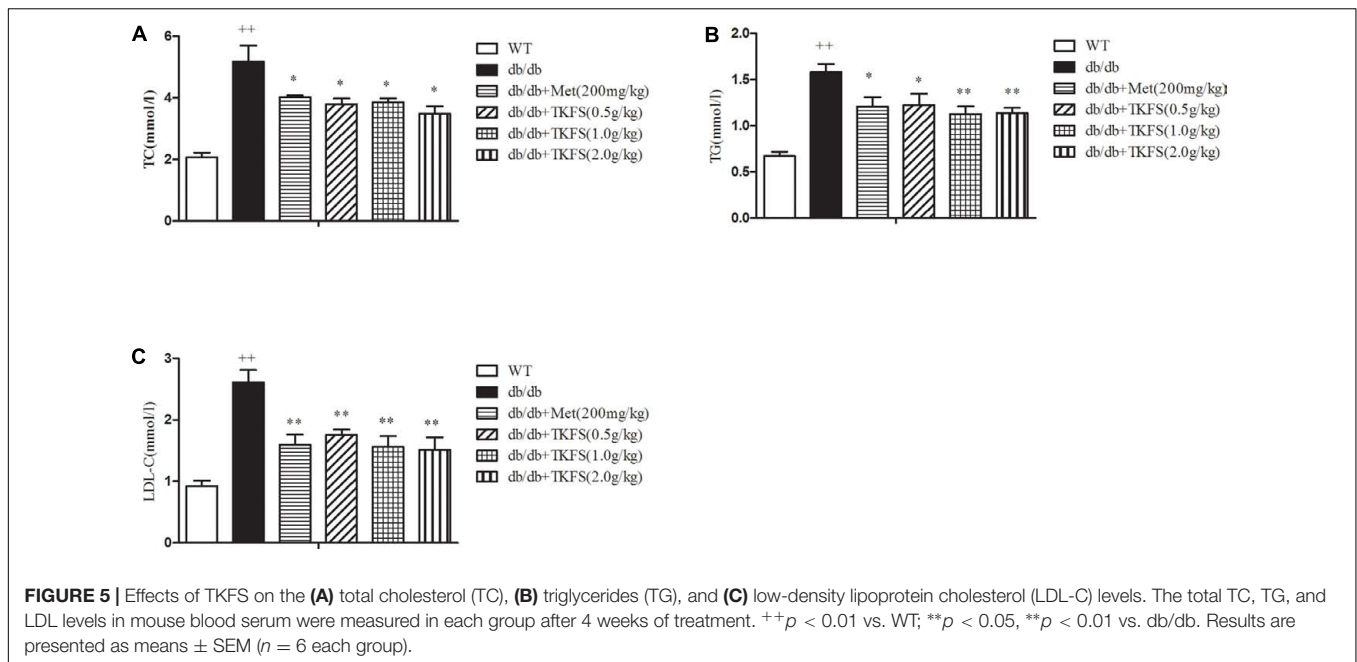 A
++
6
4
2
0
TC(mmol/l)
*
*
*
*
WT
db/db
db/db+Met(200mg/kg)
db/db+TKFS(0.5g/kg)
db/db+TKFS(1.0g/kg)
db/db+TKFS(2.0g/kg)
B
++
2.0
1.5
1.0
0.5
0.0
TG(mmol/l)
*
*
**
**
WT
db/db
db/db+Met(200mg/kg)
db/db+TKFS(0.5g/kg)
db/db+TKFS(1.0g/kg)
db/db+TKFS(2.0g/kg)
C
++
3
2
1
0
LDL-C(mmol/l)
**
**
**
**
WT
db/db
db/db+Met(200mg/kg)
db/db+TKFS(0.5g/kg)
db/db+TKFS(1.0g/kg)
db/db+TKFS(2.0g/kg)
FIGURE 5 | Effects of TKFS on the (A) total cholesterol (TC), (B) triglycerides (TG), and (C) low-density lipoprotein cholesterol (LDL-C) levels. The total TC, TG, and
LDL levels in mouse blood serum were measured in each group after 4 weeks of treatment. ++p < 0.01 vs. WT; **p < 0.05, **p < 0.01 vs. db/db. Results are
presented as means ± SEM (n = 6 each group).